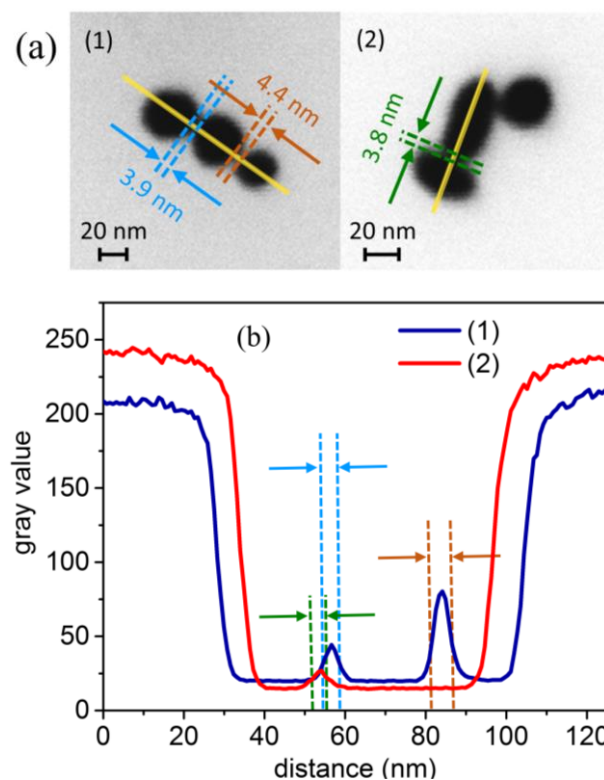 (a)
(1)
4.4 nm
3.9 nm
20 nm
(2)
3.8 nm
20 nm
(b)
(1)
(2)
gray value
250
200
150
100
50
0
0
20
40
60
80
100
120
distance (nm)